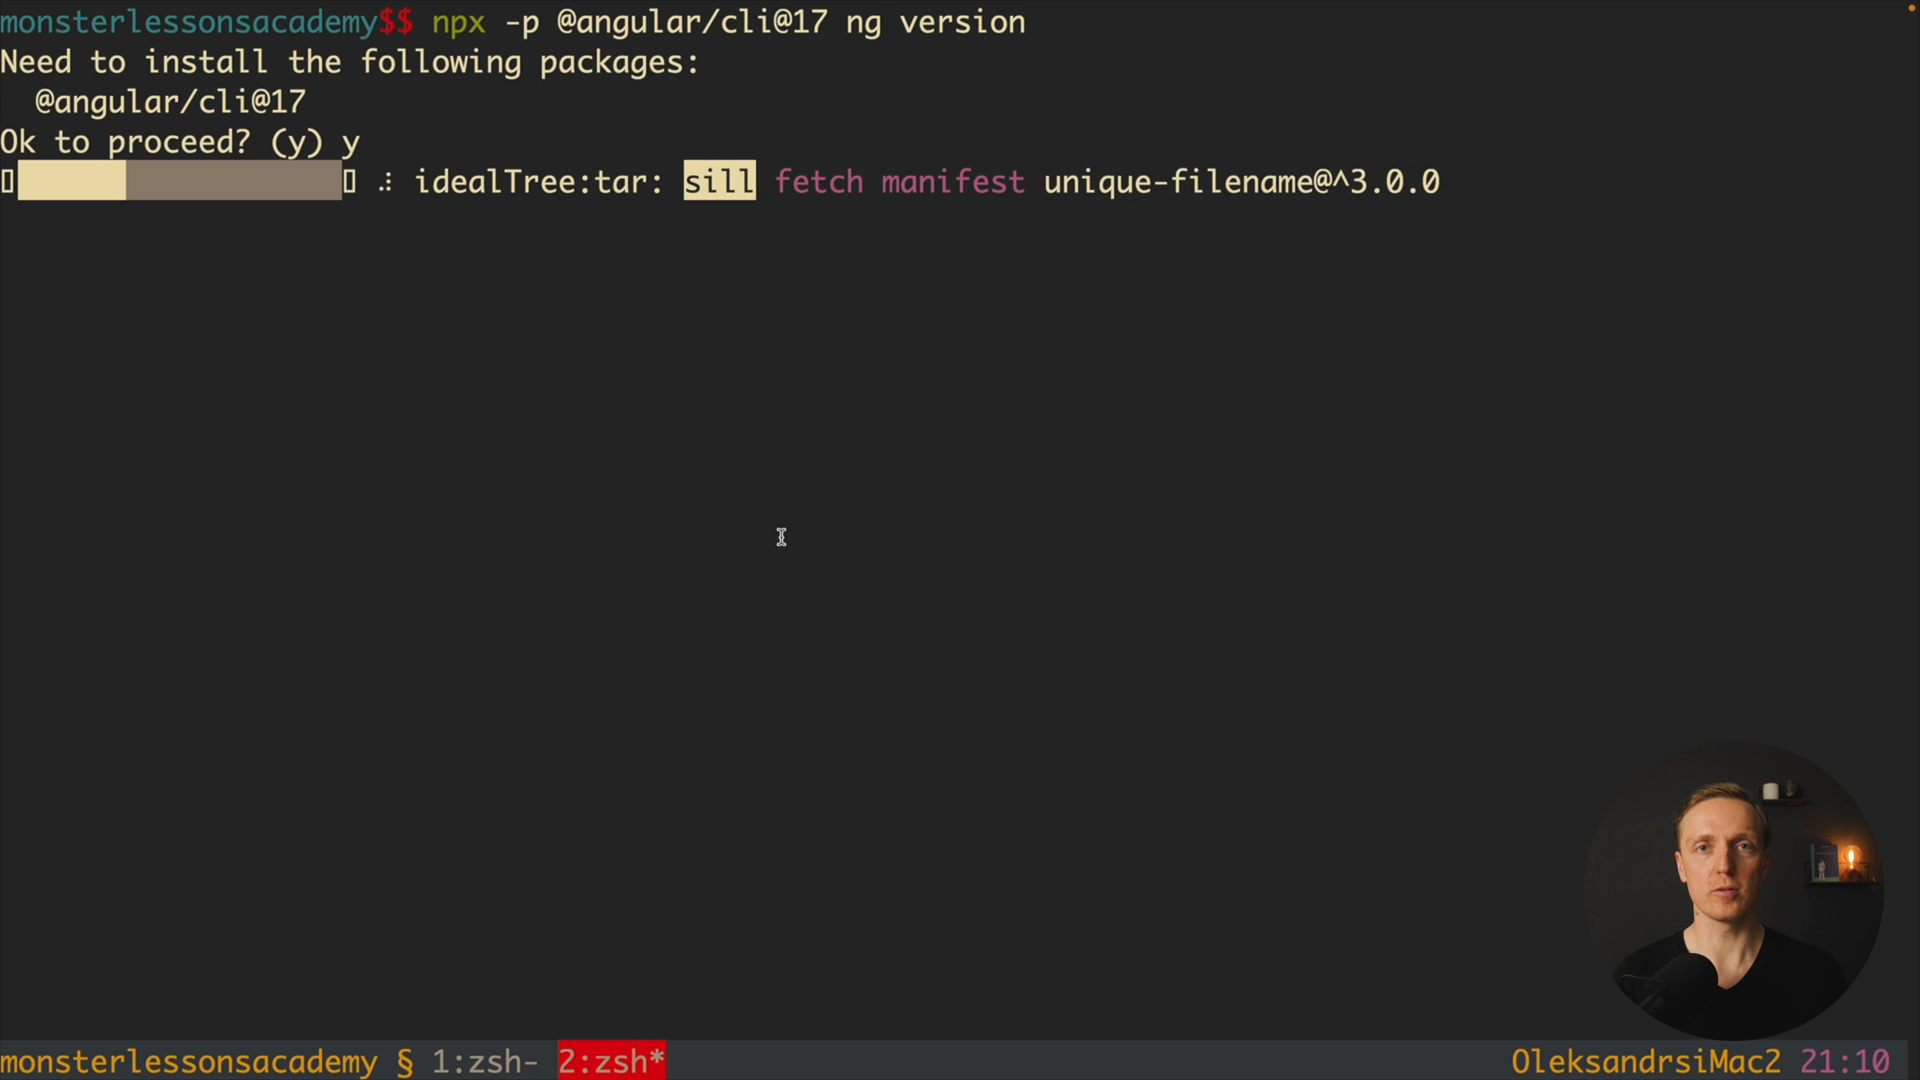 monsterlessonsacademy$$ npx -p @angular/cli@17 ng version
Need to install the following packages:
  @angular/cli@17
Ok to proceed? (y) y
⠼ idealTree:tar: sill fetch manifest unique-filename@^3.0.0
monsterlessonsacademy § 1:zsh- 2:zsh* OleksandrsiMac2 21:10